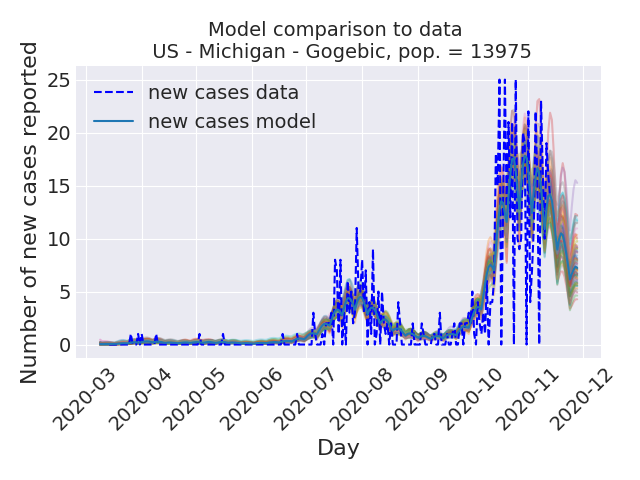 Model comparison to data
US - Michigan - Gogebic, pop. = 13975
Number of new cases reported
25
20
15
10
5
0
new cases data
new cases model
2020-03
2020-04
2020-05
2020-06
2020-07
2020-08
2020-09
2020-10
2020-11
2020-12
Day